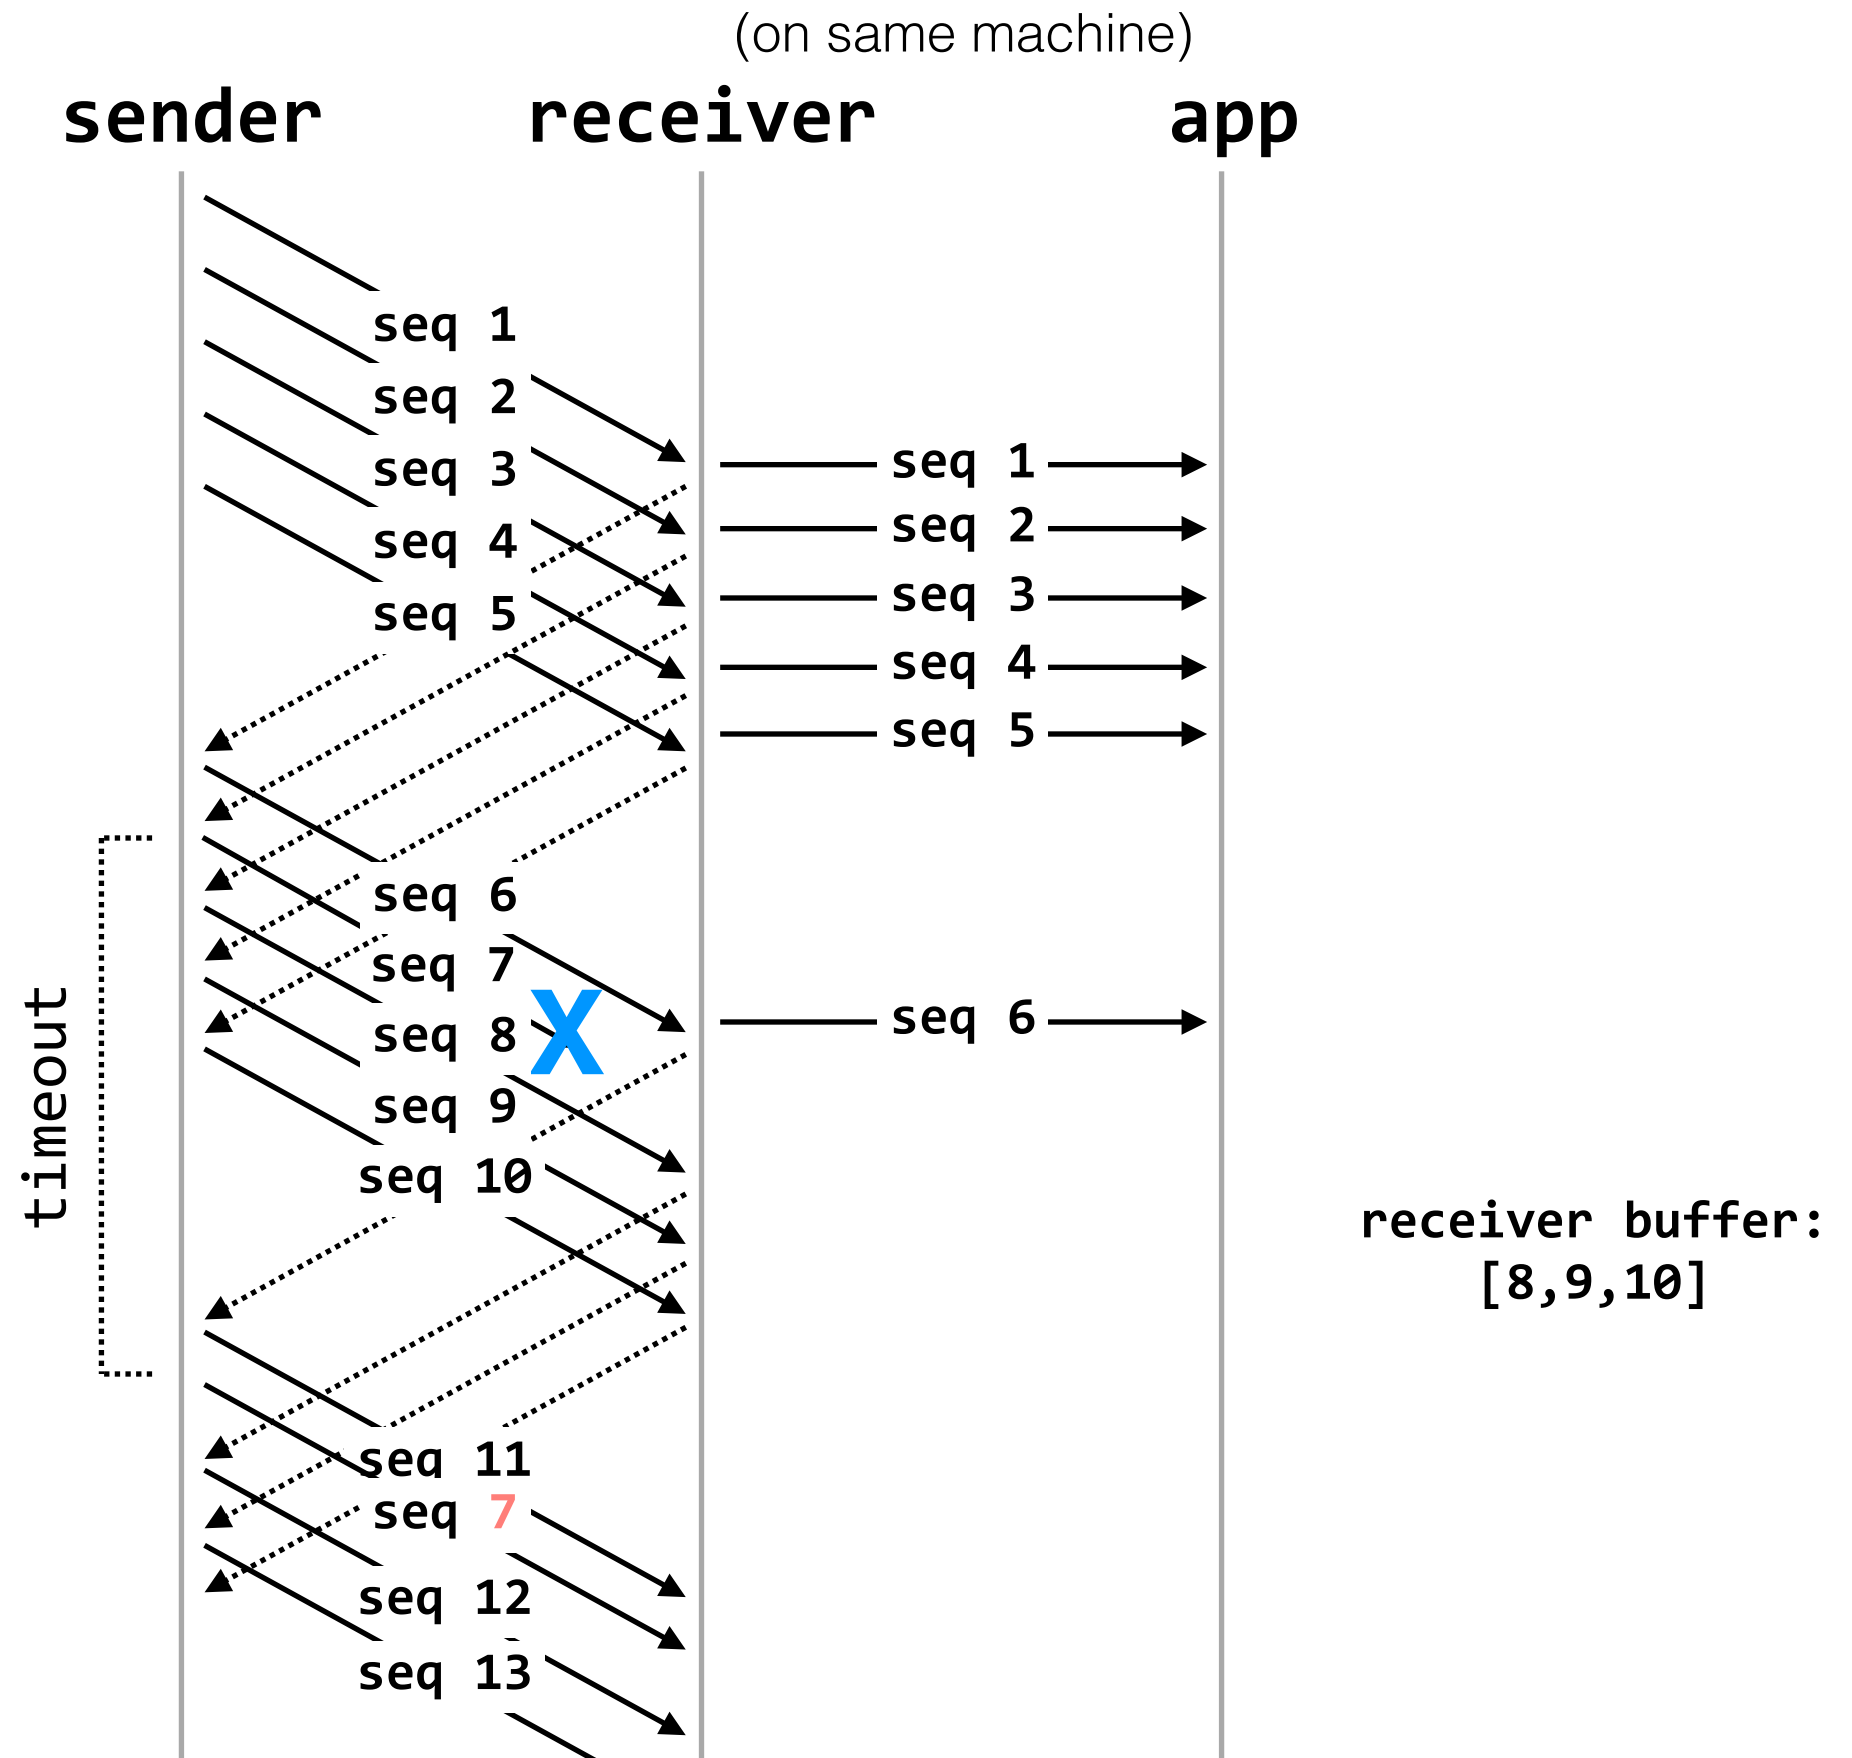 (on same machine)
sender receiver app
seq 1
seq 2
seq 3
seq 4
seq 5
seq 1
seq 2
seq 3
seq 4
seq 5
timeout
seq 6
seq 7
seq 8 X
seq 9
seq 10
seq 6
receiver buffer:
[8,9,10]
seq 11
seq 7
seq 12
seq 13